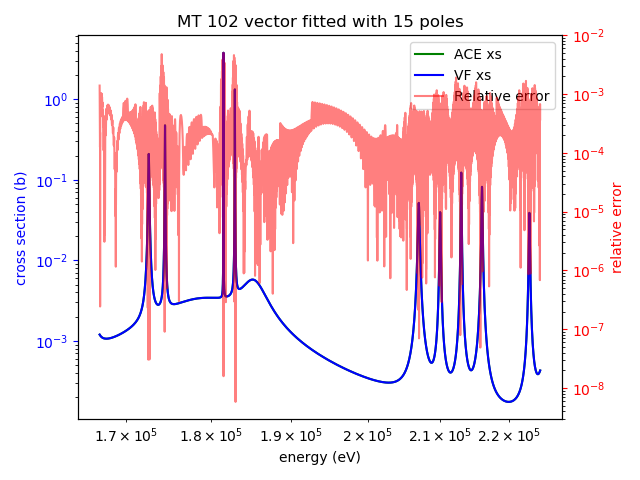 MT 102 vector fitted with 15 poles
ACE xs
VF xs
Relative error
cross section (b)
10⁰
10⁻¹
10⁻²
10⁻³
10⁻²
10⁻³
10⁻⁴
10⁻⁵
10⁻⁶
10⁻⁷
10⁻⁸
relative error
1.7 × 10⁵ 1.8 × 10⁵ 1.9 × 10⁵ 2 × 10⁵ 2.1 × 10⁵ 2.2 × 10⁵
energy (eV)